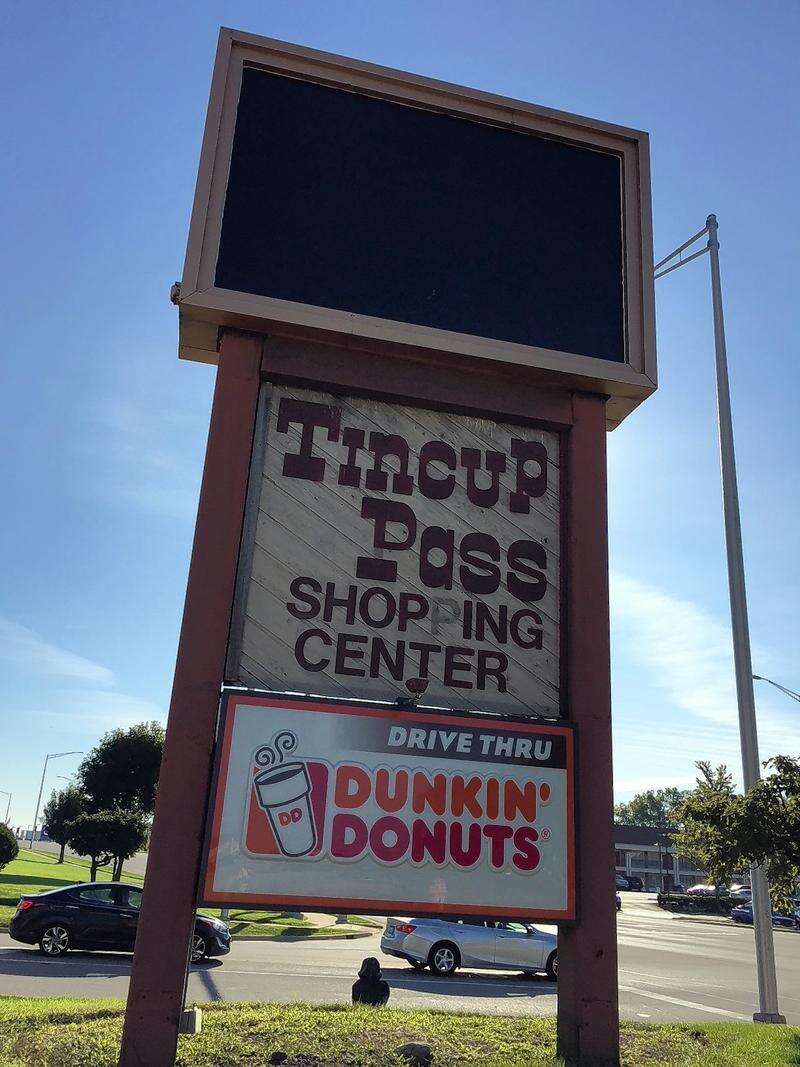 Tincup
Pass
SHOPPING
CENTER
DRIVE THRU
DD
DUNKIN'
DONUTS®